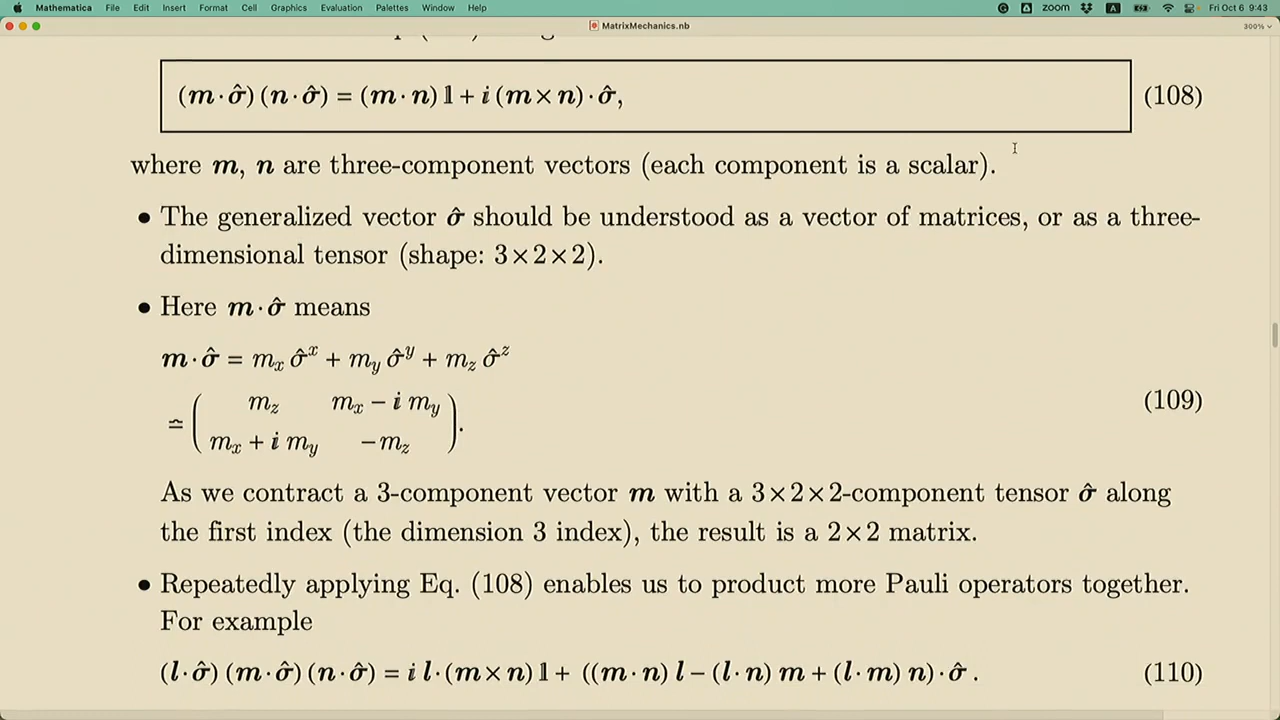 Mathematica File Edit Insert Format Cell Graphics Evaluation Palettes Window Help zoom A Fri Oct 6 9:43
MatrixMechanics.nb 300%
(m·σ̂)(n·σ̂) = (m·n)𝟙 + i(m×n)·σ̂, (108)
where m, n are three-component vectors (each component is a scalar).
• The generalized vector σ̂ should be understood as a vector of matrices, or as a three-
dimensional tensor (shape: 3×2×2).
• Here m·σ̂ means
m·σ̂ = m_x σ̂^x + m_y σ̂^y + m_z σ̂^z
≏ ( m_z m_x − i m_y (109)
m_x + i m_y −m_z ).
As we contract a 3-component vector m with a 3×2×2-component tensor σ̂ along
the first index (the dimension 3 index), the result is a 2×2 matrix.
• Repeatedly applying Eq. (108) enables us to product more Pauli operators together.
For example
(l·σ̂)(m·σ̂)(n·σ̂) = i l·(m×n)𝟙 + ((m·n) l − (l·n) m + (l·m) n)·σ̂. (110)